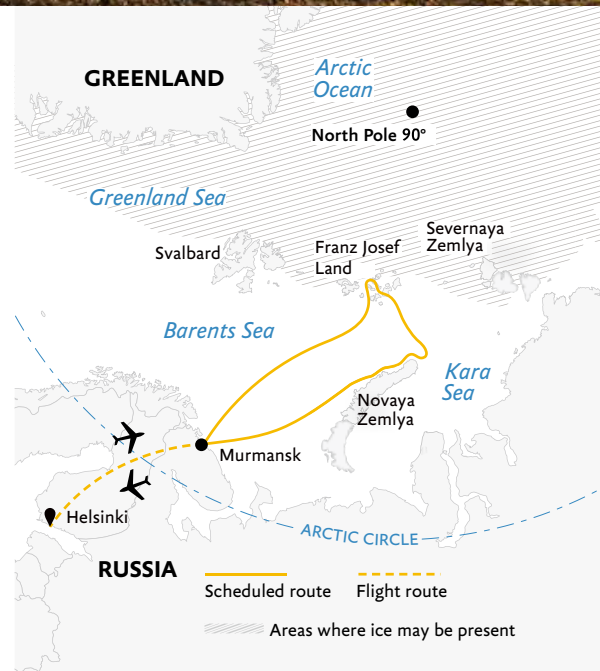 GREENLAND
Arctic
Ocean
North Pole 90°
Greenland Sea
Severnaya
Zemlya
Svalbard
Franz Josef
Land
Barents Sea
Kara
Sea
Novaya
Zemlya
Murmansk
Helsinki
ARCTIC CIRCLE
RUSSIA
Scheduled route
Flight route
Areas where ice may be present